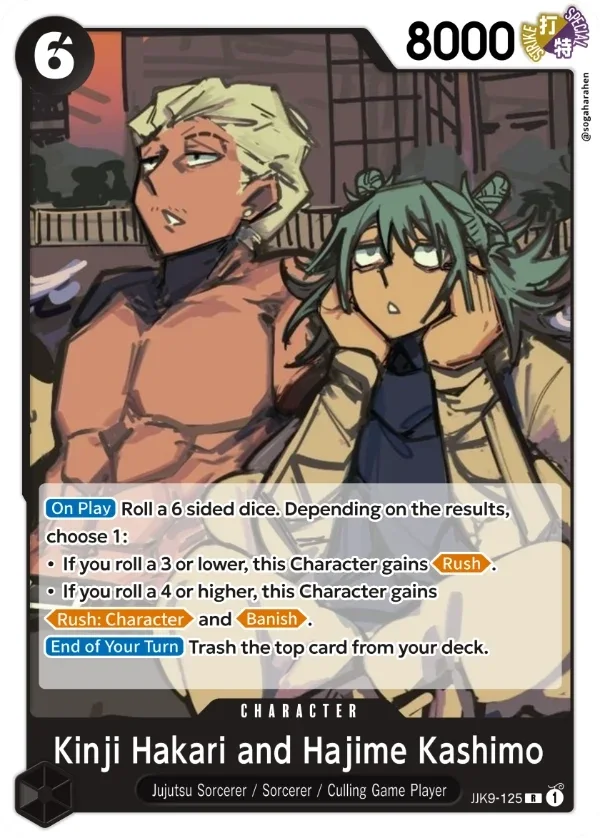 6
8000
STRIKE 打 特 SPECIAL
@sogaharahen
On Play Roll a 6 sided dice. Depending on the results,
choose 1:
• If you roll a 3 or lower, this Character gains Rush.
• If you roll a 4 or higher, this Character gains
Rush: Character and Banish.
End of Your Turn Trash the top card from your deck.
CHARACTER
Kinji Hakari and Hajime Kashimo
Jujutsu Sorcerer / Sorcerer / Culling Game Player
JJK9-125 R 1